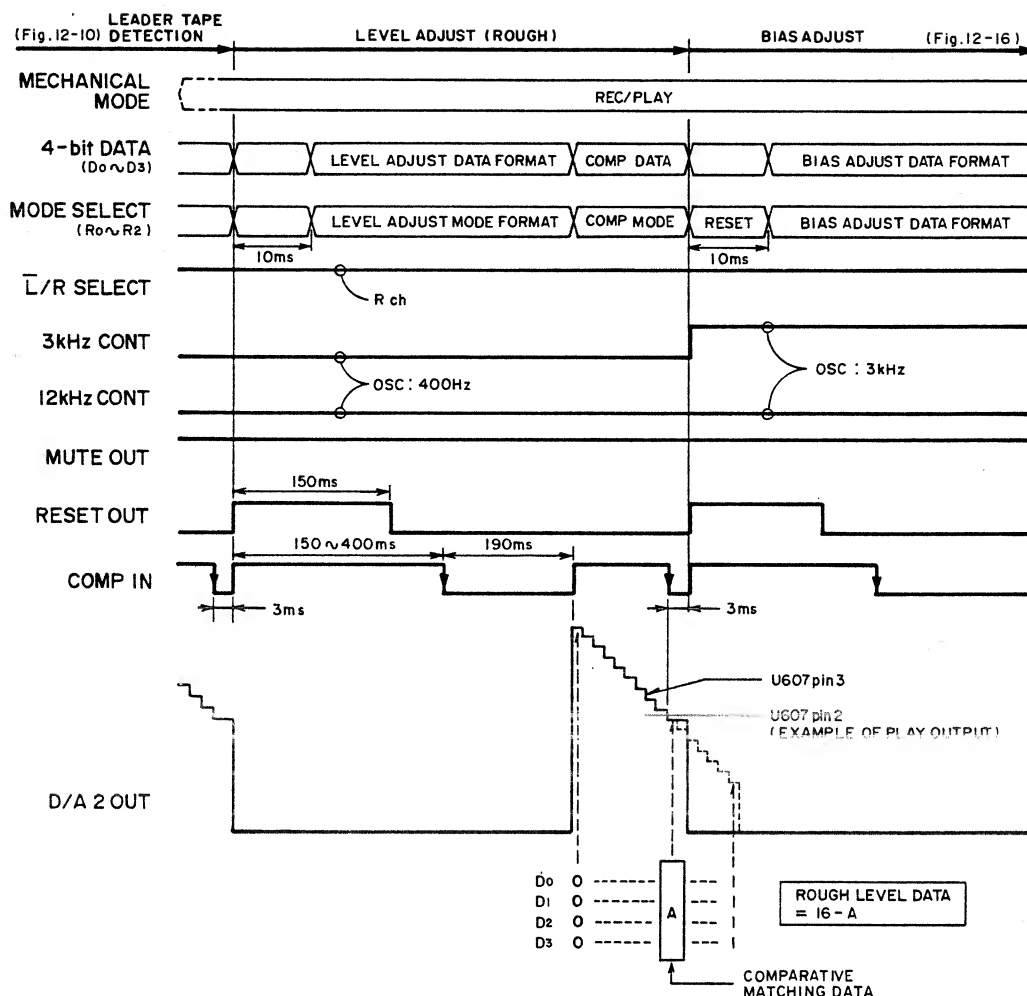 LEADER TAPE
(Fig.12-10) DETECTION LEVEL ADJUST (ROUGH) BIAS ADJUST (Fig.12-16)
MECHANICAL
MODE
REC/PLAY
4-bit DATA
(D0~D3)
LEVEL ADJUST DATA FORMAT COMP DATA BIAS ADJUST DATA FORMAT
MODE SELECT
(R0~R2)
LEVEL ADJUST MODE FORMAT COMP MODE RESET BIAS ADJUST DATA FORMAT
10ms 10ms
L̅/R SELECT
R ch
3kHz CONT
OSC : 400Hz OSC : 3kHz
12kHz CONT
MUTE OUT
150ms
RESET OUT
150~400ms 190ms
COMP IN
3ms 3ms
U607 pin 3
U607 pin 2
(EXAMPLE OF PLAY OUTPUT)
D/A 2 OUT
D0 0
D1 0
D2 0
D3 0
A
ROUGH LEVEL DATA
= 16-A
COMPARATIVE
MATCHING DATA